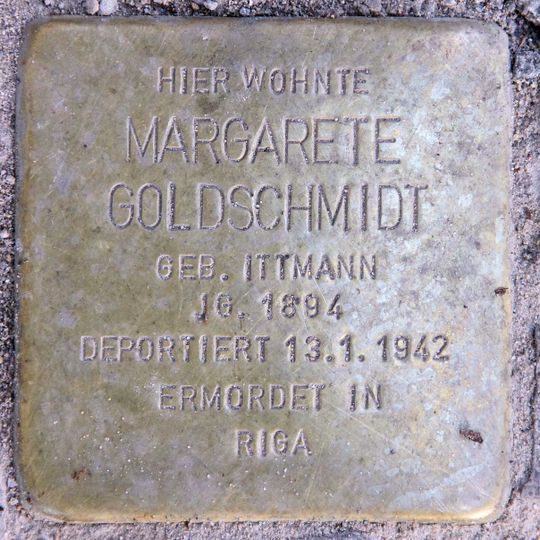 HIER WOHNTE
MARGARETE
GOLDSCHMIDT
GEB. ITTMANN
JG. 1894
DEPORTIERT 13.1.1942
ERMORDET IN
RIGA